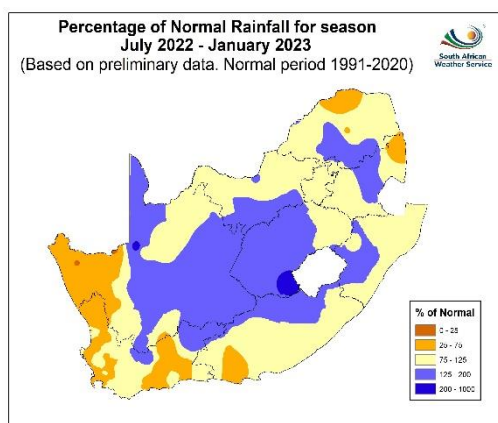 Percentage of Normal Rainfall for season
July 2022 - January 2023
(Based on preliminary data. Normal period 1991-2020)
South African
Weather Service
% of Normal
0 - 25
25 - 75
75 - 125
125 - 200
200 - 1000